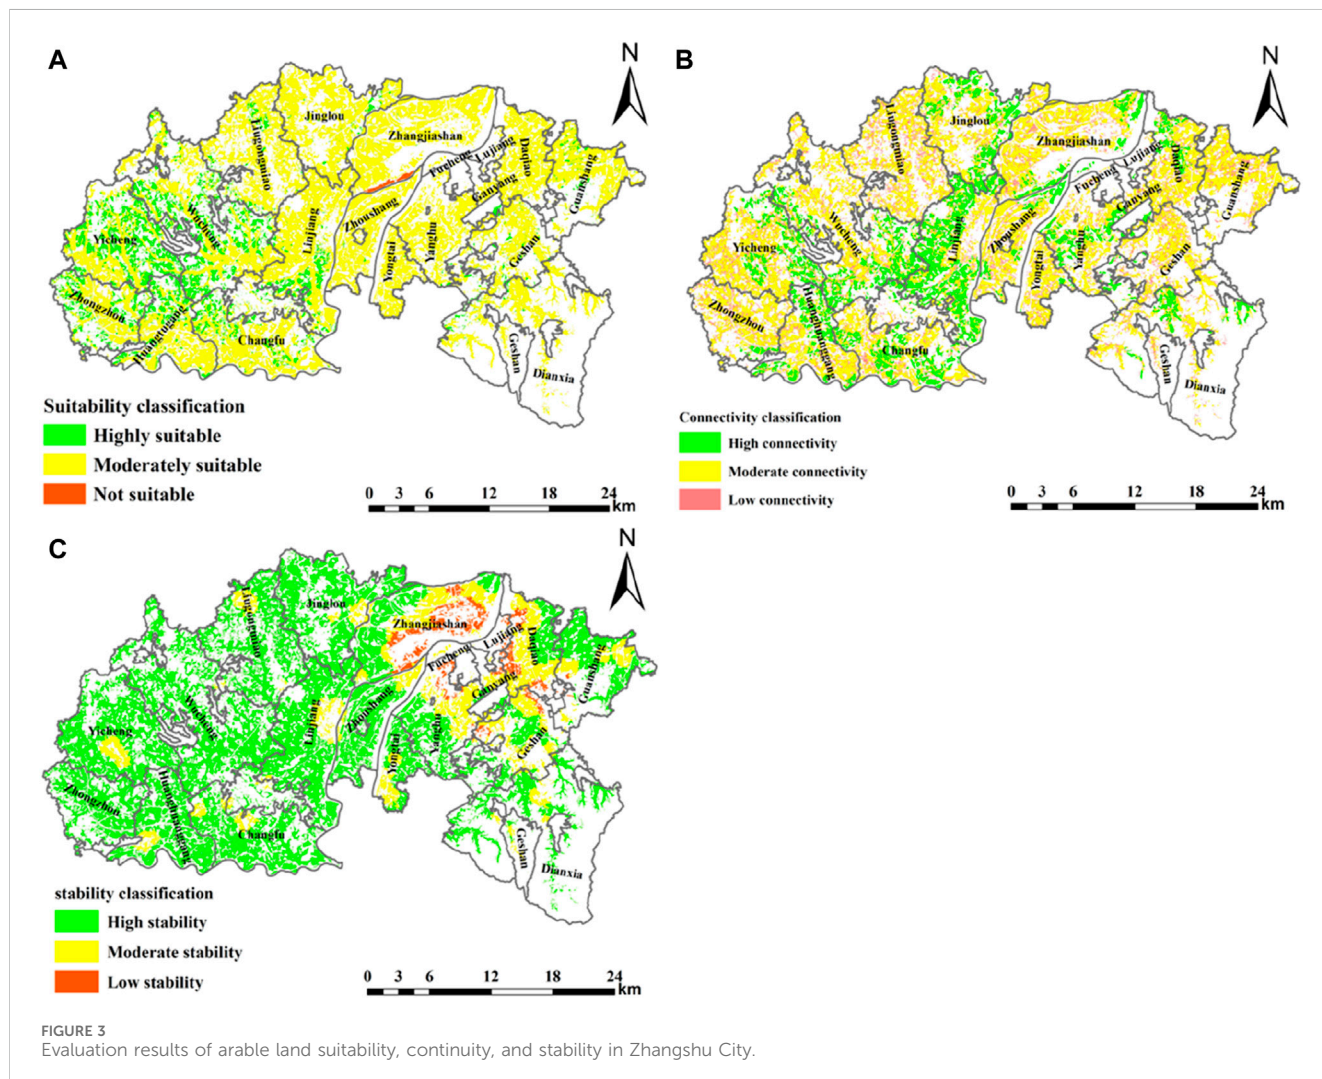 A
N
Jinglou
Liugongmiao
Zhangjiashan
Fucheng
Lujiang
Daqiao
Guanshang
Ganyang
Zhoushang
Linjiang
Wucheng
Yicheng
Yongtai
Yanghu
Geshan
Zhongzhou
Huangtugang
Changfu
Geshan
Dianxia
Suitability classification
Highly suitable
Moderately suitable
Not suitable
0 3 6 12 18 24
km
B
N
Jinglou
Liugongmiao
Zhangjiashan
Lujiang
Fucheng
Daqiao
Guanshang
Ganyang
Zhoushang
Linjiang
Wucheng
Yicheng
Yongtai
Yanghu
Geshan
Zhongzhou
Huanghuanggang
Changfu
Geshan
Dianxia
Connectivity classification
High connectivity
Moderate connectivity
Low connectivity
0 3 6 12 18 24
km
C
N
Jinglou
Liugongmiao
Zhangjiashan
Lujiang
Fucheng
Daqiao
Guanshang
Ganyang
Zhoushang
Linjiang
Wucheng
Yicheng
Yongtai
Yanghu
Geshan
Zhongzhou
Huanghuanggang
Changfu
Geshan
Dianxia
stability classification
High stability
Moderate stability
Low stability
0 3 6 12 18 24
km
FIGURE 3
Evaluation results of arable land suitability, continuity, and stability in Zhangshu City.